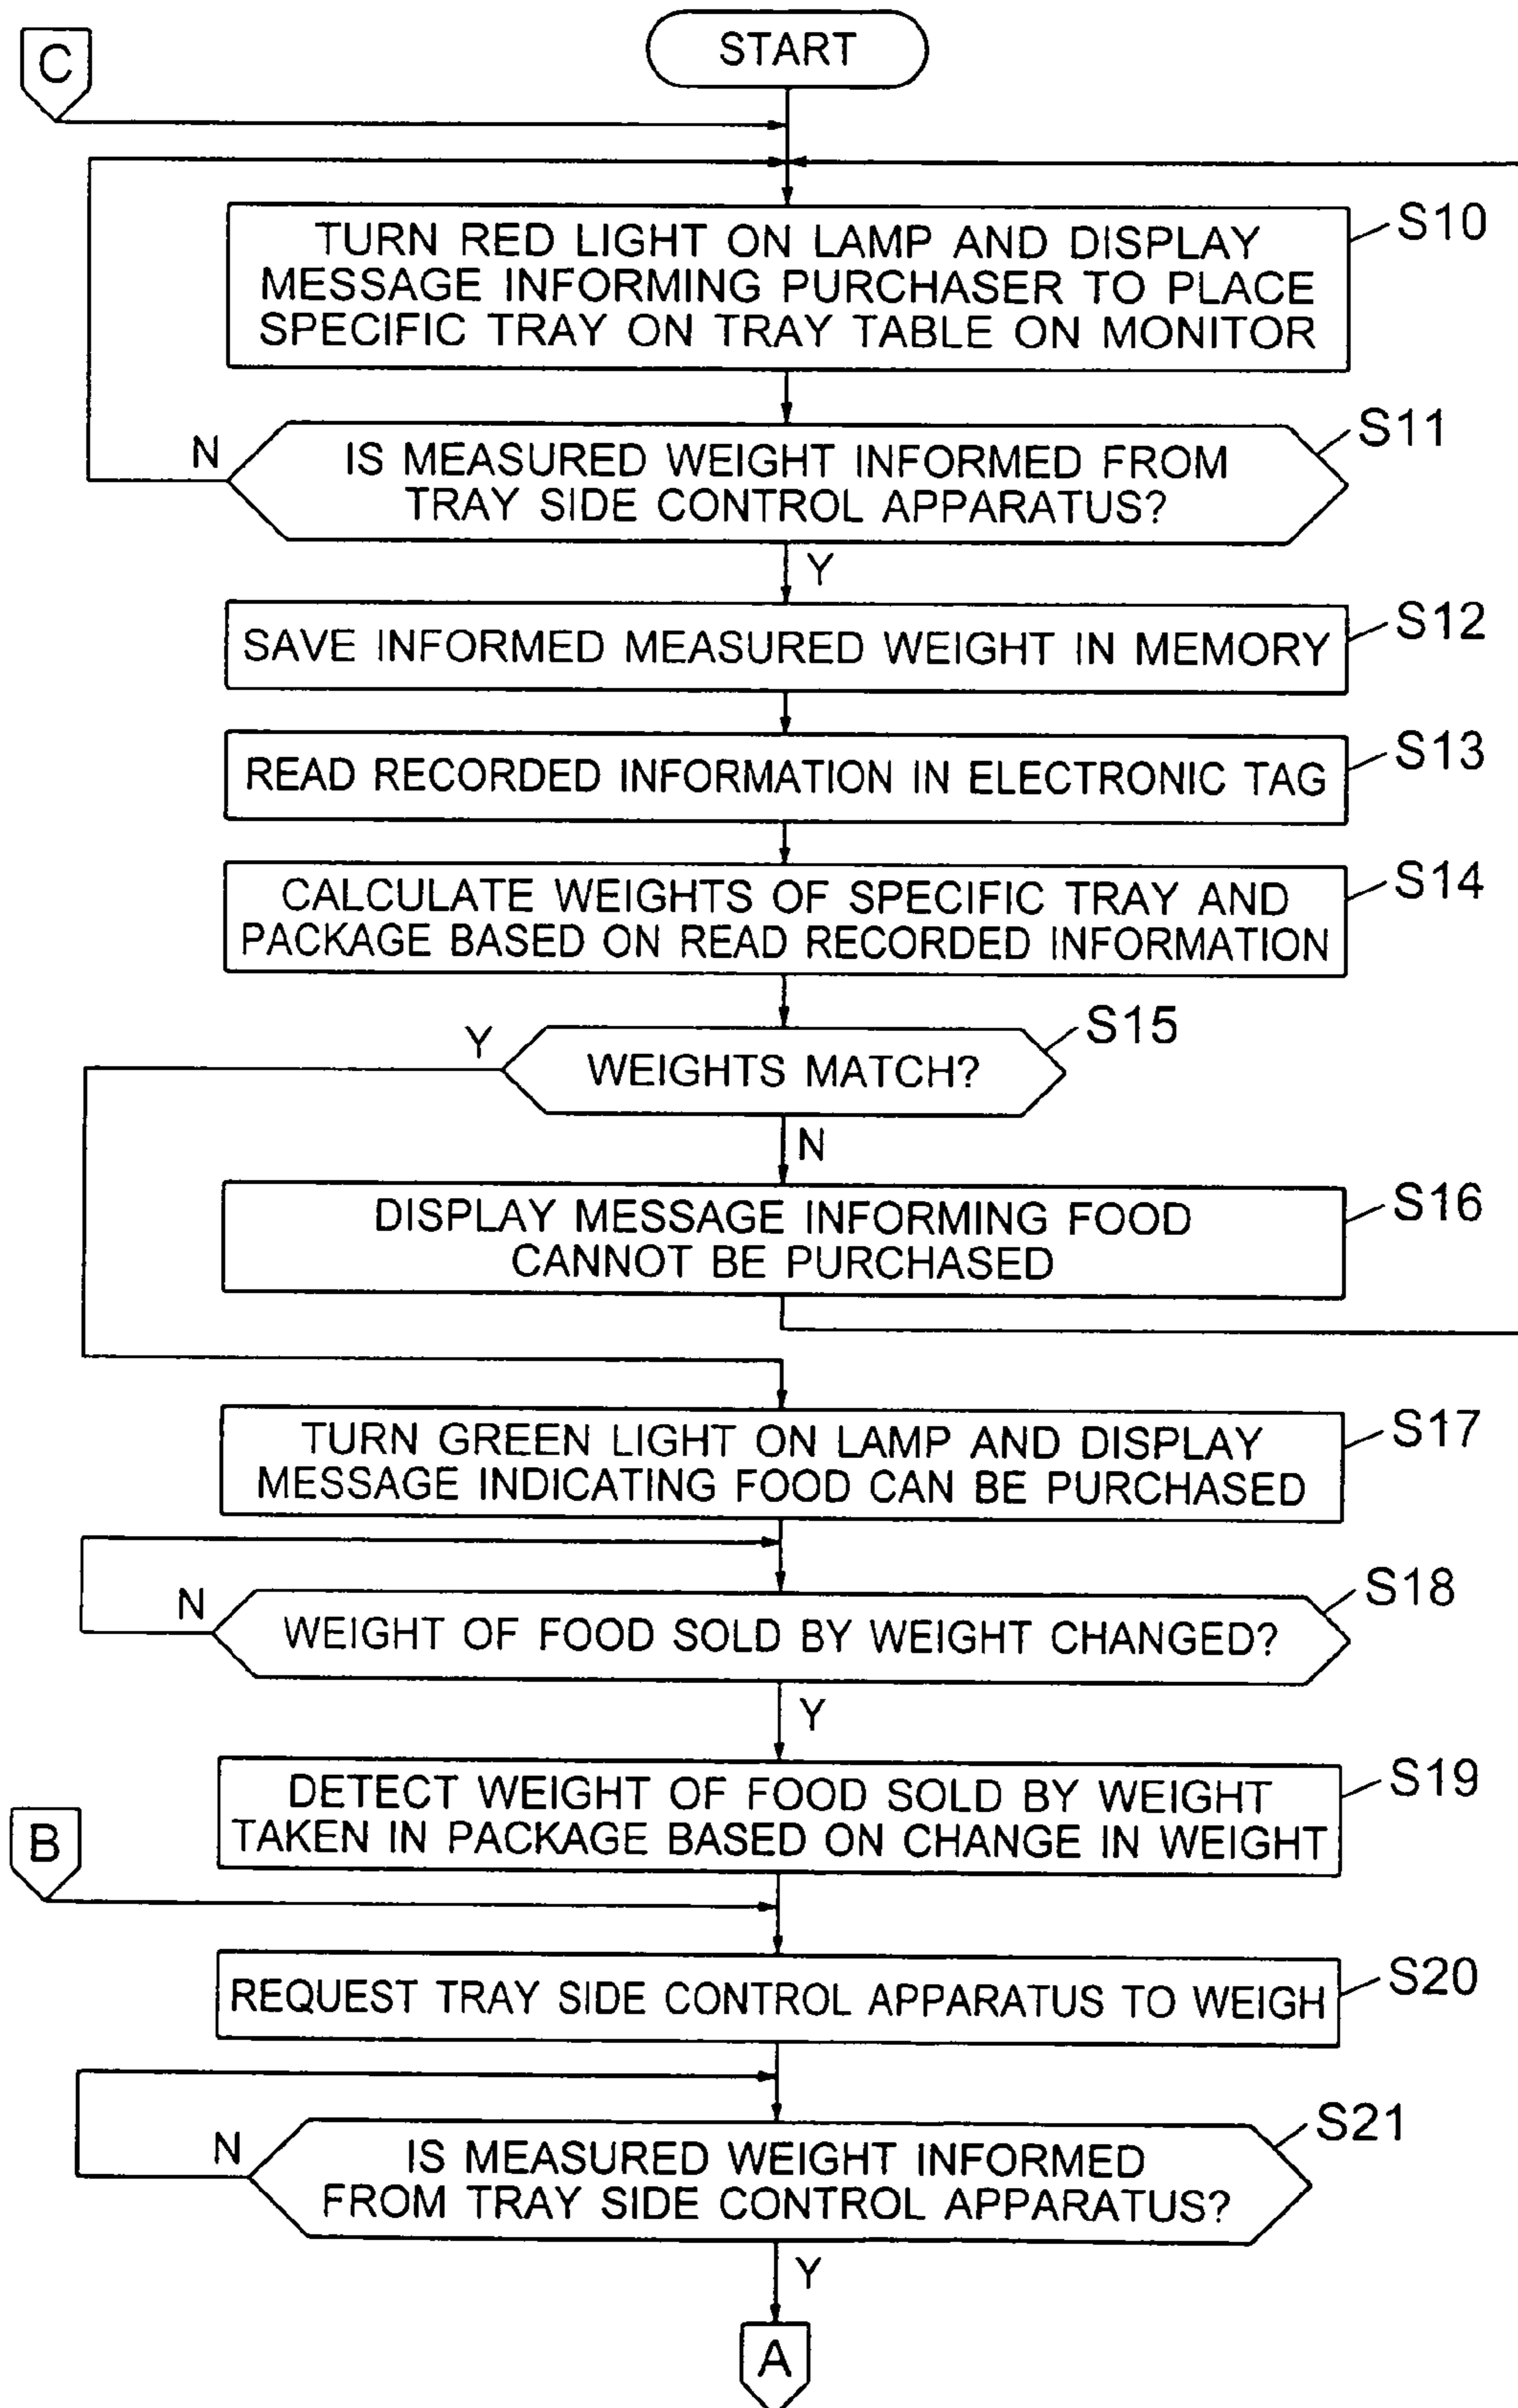 C
START
TURN RED LIGHT ON LAMP AND DISPLAY
MESSAGE INFORMING PURCHASER TO PLACE
SPECIFIC TRAY ON TRAY TABLE ON MONITOR
S10
N
IS MEASURED WEIGHT INFORMED FROM
TRAY SIDE CONTROL APPARATUS?
S11
Y
SAVE INFORMED MEASURED WEIGHT IN MEMORY
S12
READ RECORDED INFORMATION IN ELECTRONIC TAG
S13
CALCULATE WEIGHTS OF SPECIFIC TRAY AND
PACKAGE BASED ON READ RECORDED INFORMATION
S14
Y
WEIGHTS MATCH?
S15
N
DISPLAY MESSAGE INFORMING FOOD
CANNOT BE PURCHASED
S16
TURN GREEN LIGHT ON LAMP AND DISPLAY
MESSAGE INDICATING FOOD CAN BE PURCHASED
S17
N
WEIGHT OF FOOD SOLD BY WEIGHT CHANGED?
S18
Y
DETECT WEIGHT OF FOOD SOLD BY WEIGHT
TAKEN IN PACKAGE BASED ON CHANGE IN WEIGHT
S19
B
REQUEST TRAY SIDE CONTROL APPARATUS TO WEIGH
S20
N
IS MEASURED WEIGHT INFORMED
FROM TRAY SIDE CONTROL APPARATUS?
S21
Y
A